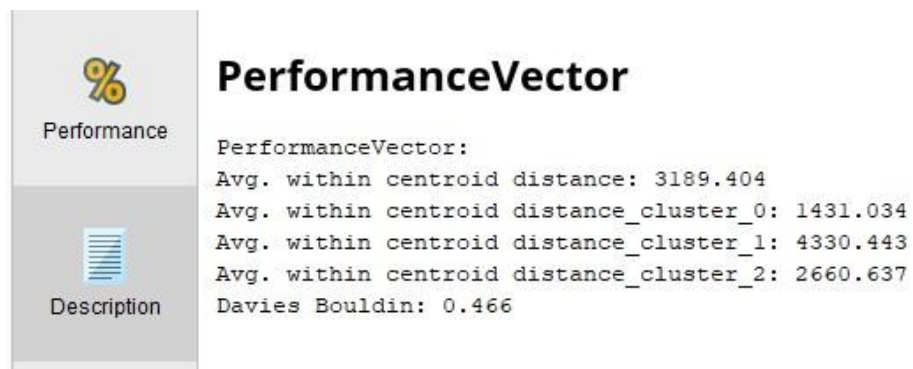 %
Performance
Description
PerformanceVector
PerformanceVector:
Avg. within centroid distance: 3189.404
Avg. within centroid distance_cluster_0: 1431.034
Avg. within centroid distance_cluster_1: 4330.443
Avg. within centroid distance_cluster_2: 2660.637
Davies Bouldin: 0.466